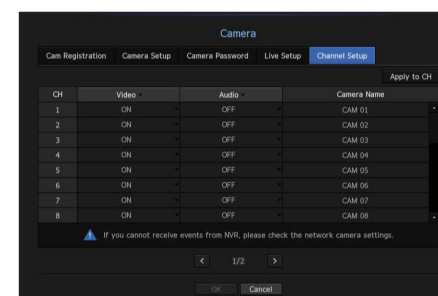 Camera
Cam Registration Camera Setup Camera Password Live Setup Channel Setup
Apply to CH
CH Video Audio Camera Name
1 ON OFF CAM 01
2 ON OFF CAM 02
3 ON OFF CAM 03
4 ON OFF CAM 04
5 ON OFF CAM 05
6 ON OFF CAM 06
7 ON OFF CAM 07
8 ON OFF CAM 08
If you cannot receive events from NVR, please check the network camera settings.
< 1/2 >
OK Cancel